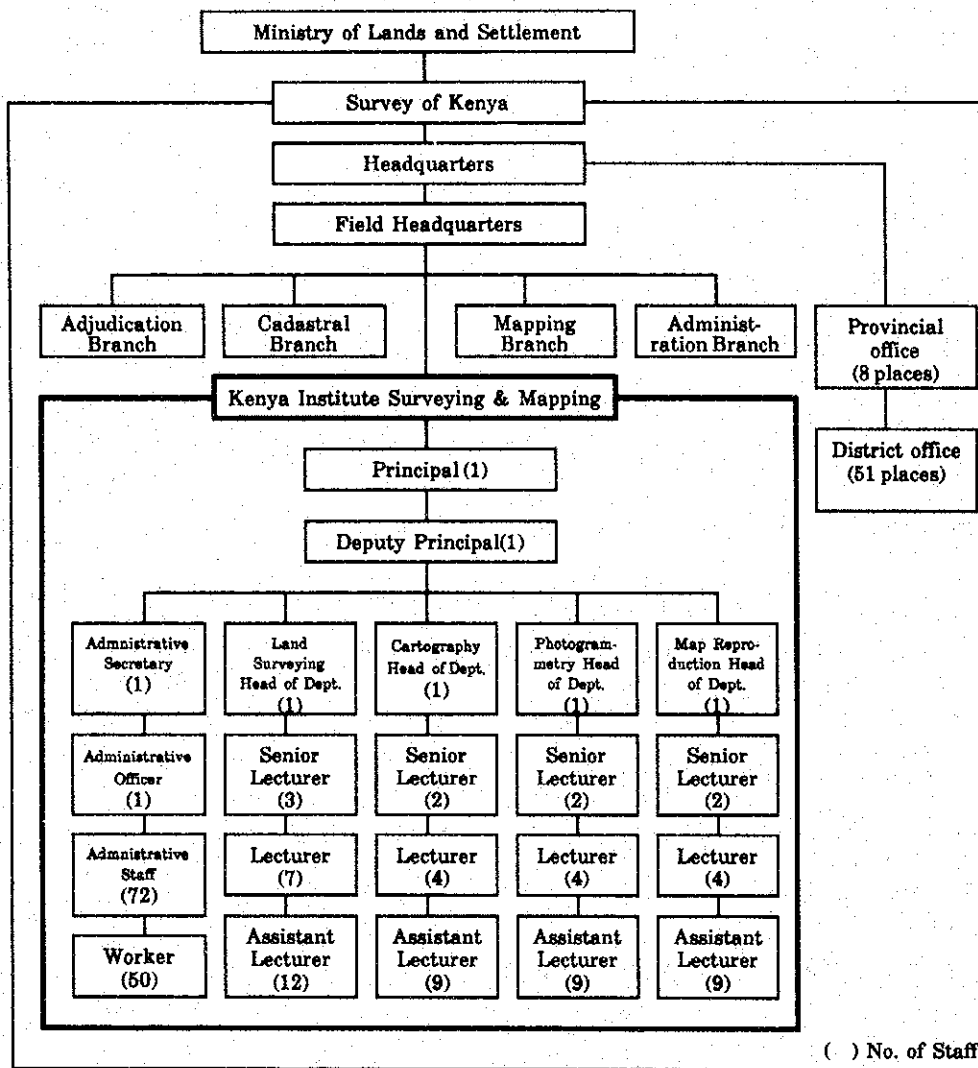 Ministry of Lands and Settlement
Survey of Kenya
Headquarters
Field Headquarters
Adjudication
Branch
Cadastral
Branch
Mapping
Branch
Administ-
ration Branch
Provincial
office
(8 places)
District office
(51 places)
Kenya Institute Surveying & Mapping
Principal (1)
Deputy Principal(1)
Admnistrative
Secretary
(1)
Land
Surveying
Head of Dept.
(1)
Cartography
Head of Dept.
(1)
Photogram-
metry Head
of Dept.
(1)
Map Repro-
duction Head
of Dept.
(1)
Administrative
Officer
(1)
Senior
Lecturer
(3)
Senior
Lecturer
(2)
Senior
Lecturer
(2)
Senior
Lecturer
(2)
Admnistrative
Staff
(72)
Lecturer
(7)
Lecturer
(4)
Lecturer
(4)
Lecturer
(4)
Worker
(50)
Assistant
Lecturer
(12)
Assistant
Lecturer
(9)
Assistant
Lecturer
(9)
Assistant
Lecturer
(9)
( ) No. of Staff